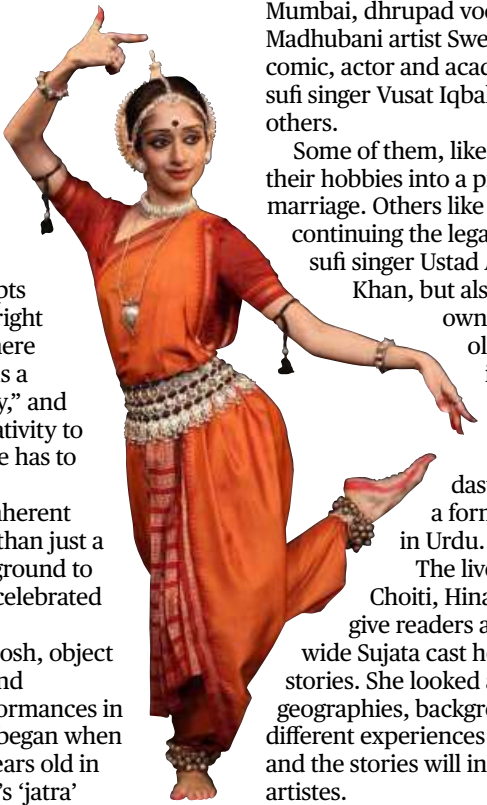 pts
right
here
s a
y,” and
ativity to
e has to
nherent
than just a
ground to
celebrated
osh, object
nd
ormances in
began when
ears old in
’s ‘jatra’
Mumbai, dhrupad voc
Madhubani artist Swe
comic, actor and acad
sufi singer Vusat Iqbal
others.
Some of them, like
their hobbies into a p
marriage. Others like
continuing the lega
sufi singer Ustad A
Khan, but als
own
ol
i
das
a form
in Urdu.
The live
Choiti, Hina
give readers a
wide Sujata cast he
stories. She looked a
geographies, backgro
different experiences
and the stories will in
artistes.